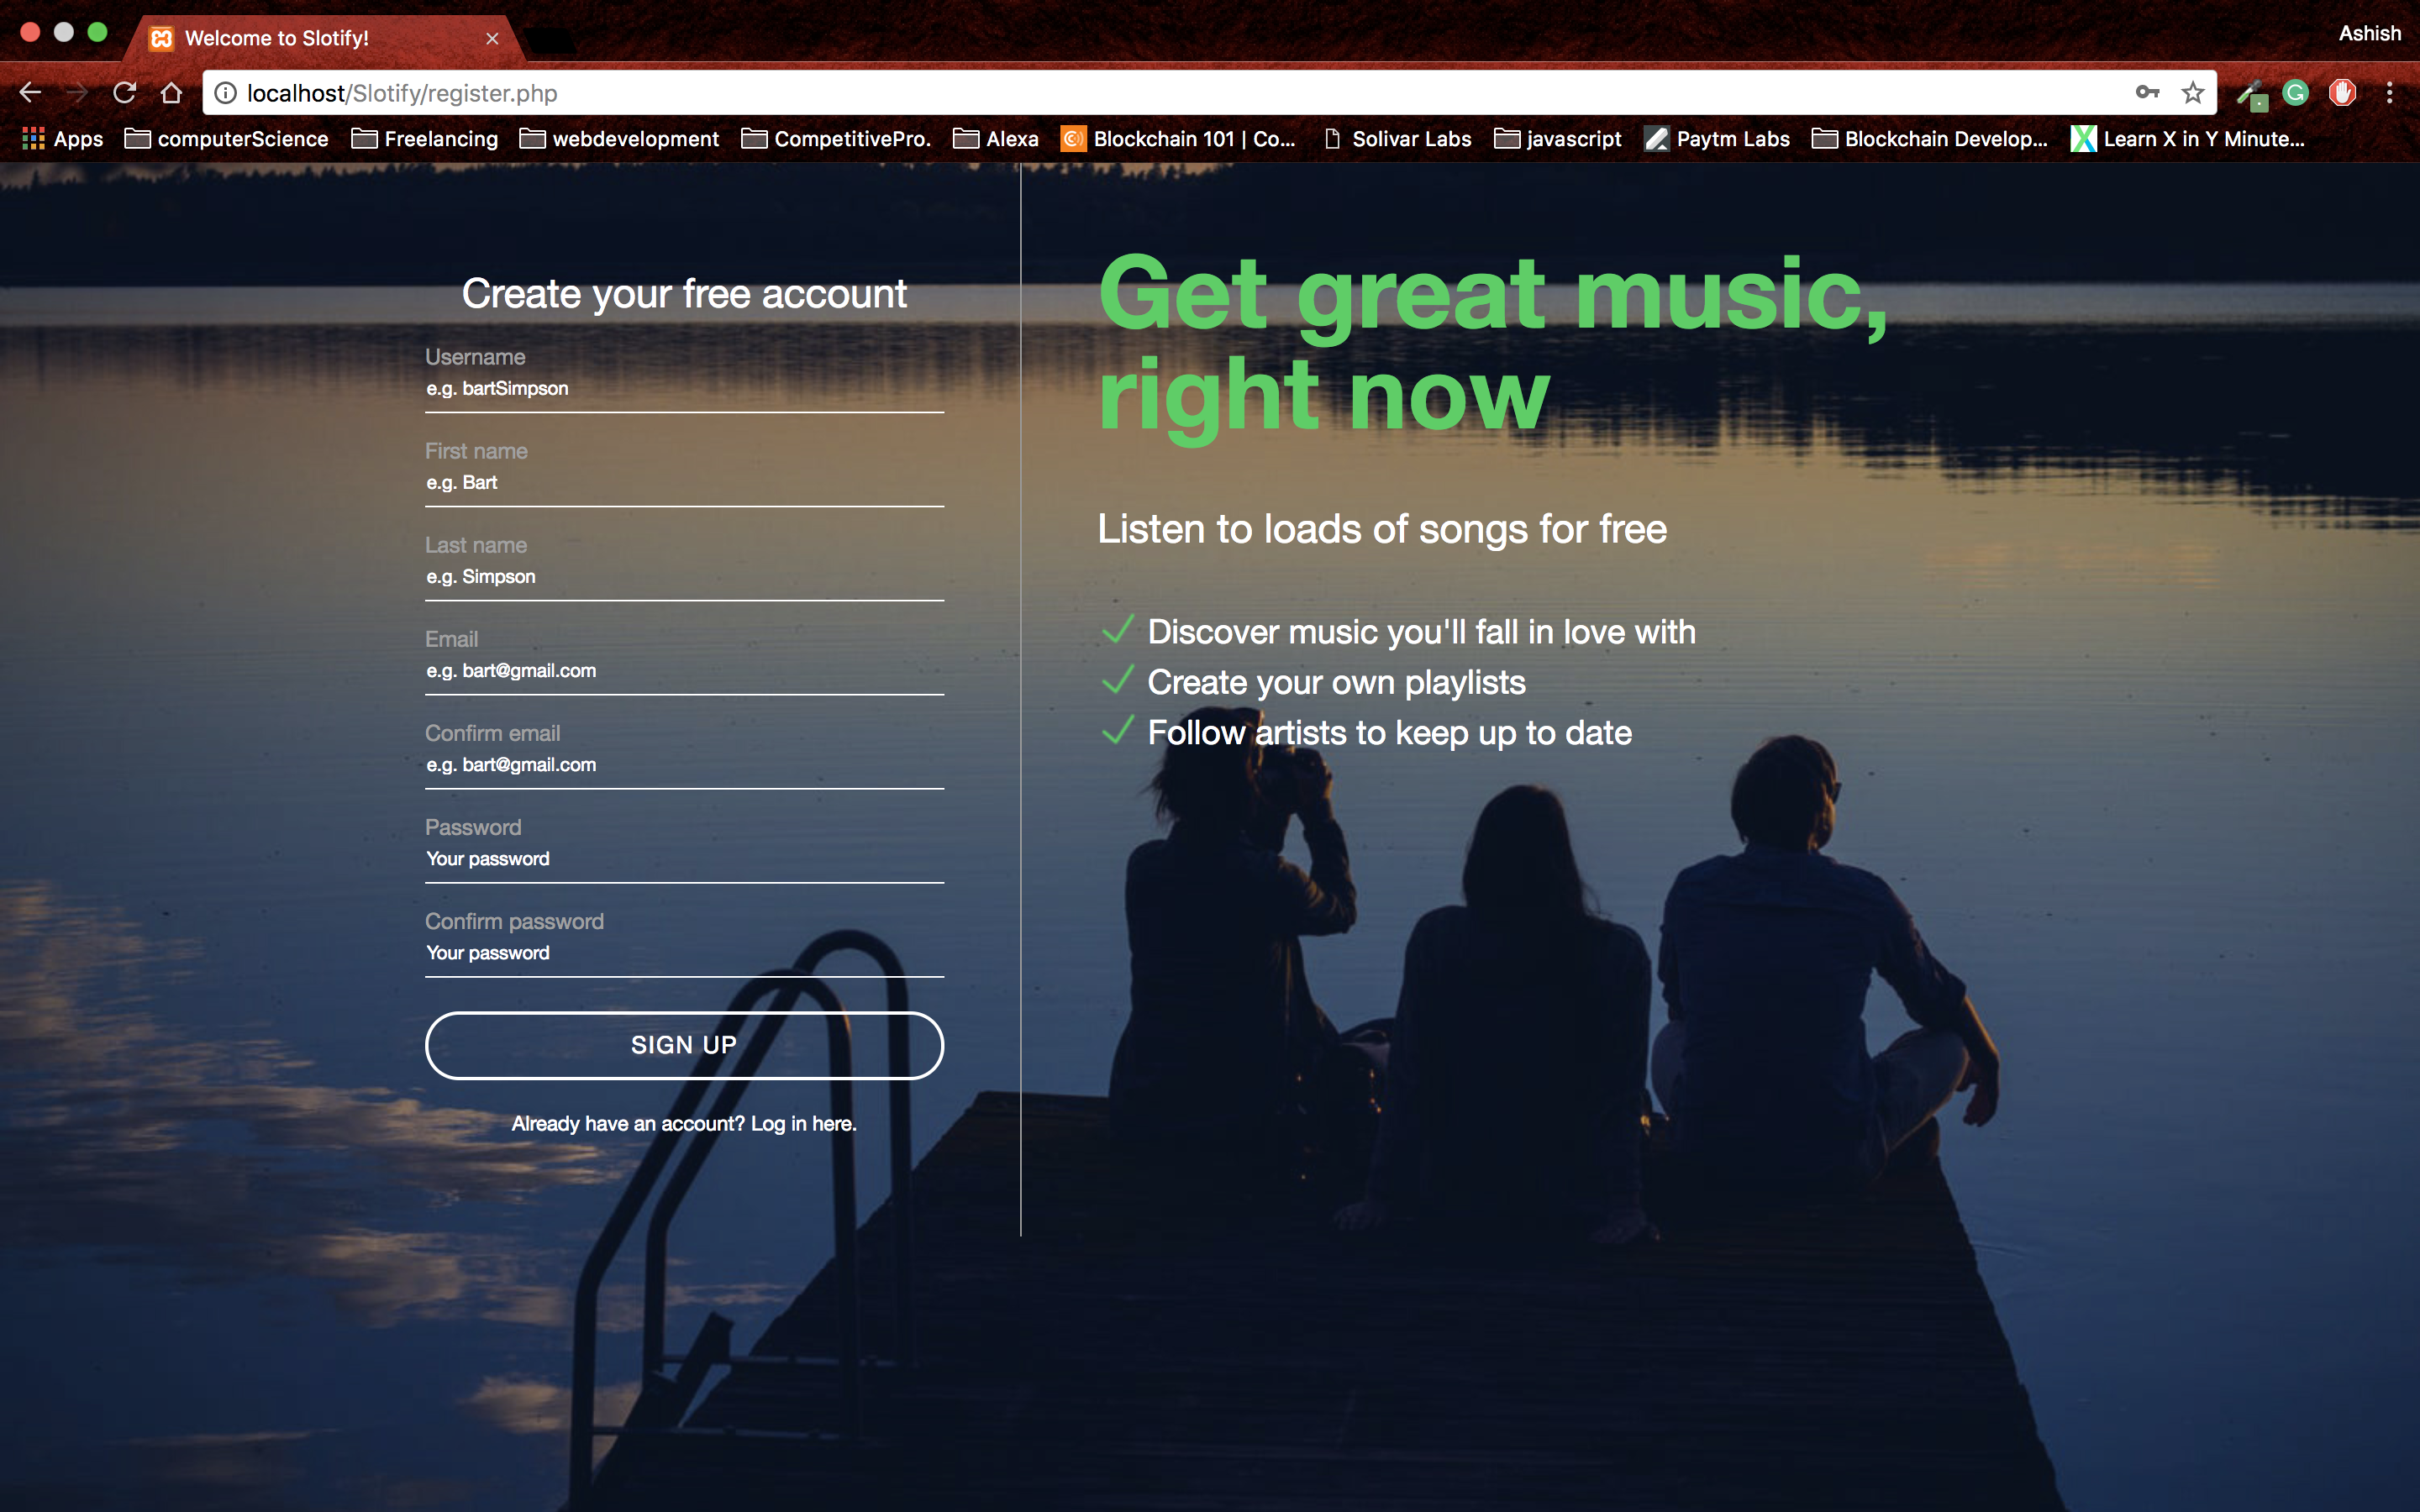 Welcome to Slotify!
Ashish
localhost/Slotify/register.php
Apps computerScience Freelancing webdevelopment CompetitivePro. Alexa Blockchain 101 | Co... Solivar Labs javascript Paytm Labs Blockchain Develop... Learn X in Y Minute...
Create your free account
Username
e.g. bartSimpson
First name
e.g. Bart
Last name
e.g. Simpson
Email
e.g. bart@gmail.com
Confirm email
e.g. bart@gmail.com
Password
Your password
Confirm password
Your password
SIGN UP
Already have an account? Log in here.
Get great music,
right now
Listen to loads of songs for free
Discover music you'll fall in love with
Create your own playlists
Follow artists to keep up to date